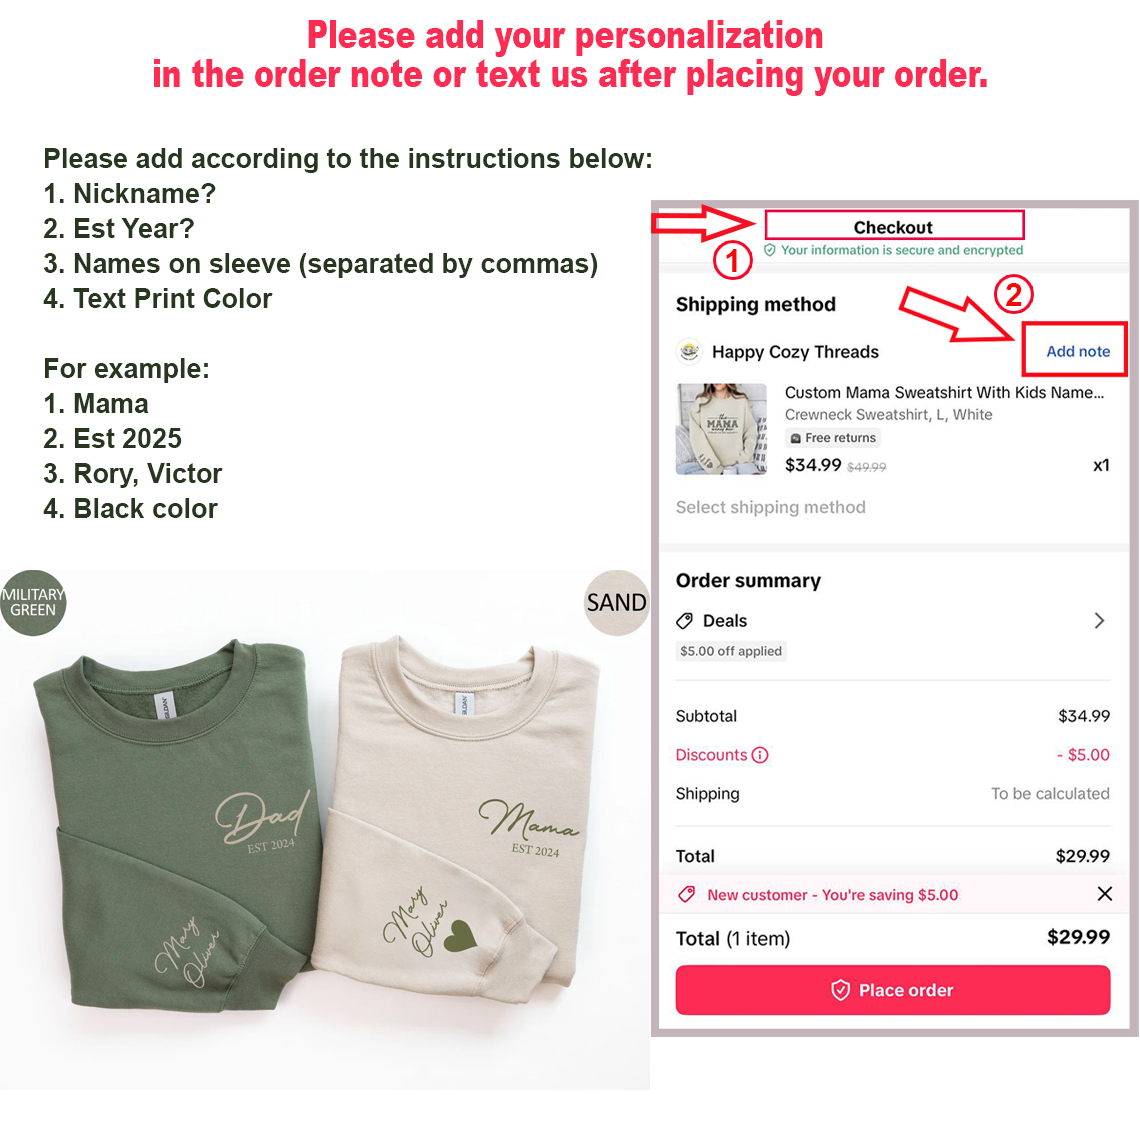 Please add your personalization
in the order note or text us after placing your order.
Please add according to the instructions below:
1. Nickname?
2. Est Year?
3. Names on sleeve (separated by commas)
4. Text Print Color
For example:
1. Mama
2. Est 2025
3. Rory, Victor
4. Black color
MILITARY
GREEN
SAND
GILDAN
GILDAN
Dad
EST 2024
Mama
EST 2024
Mary
Oliver
Mary
Oliver
Checkout
1
Your information is secure and encrypted
2
Shipping method
Happy Cozy Threads
Add note
MAMA
Custom Mama Sweatshirt With Kids Name...
Crewneck Sweatshirt, L, White
Free returns
$34.99 $49.99
x1
Select shipping method
Order summary
Deals
$5.00 off applied
Subtotal
$34.99
Discounts
- $5.00
Shipping
To be calculated
Total
$29.99
New customer - You're saving $5.00
Total (1 item)
$29.99
Place order